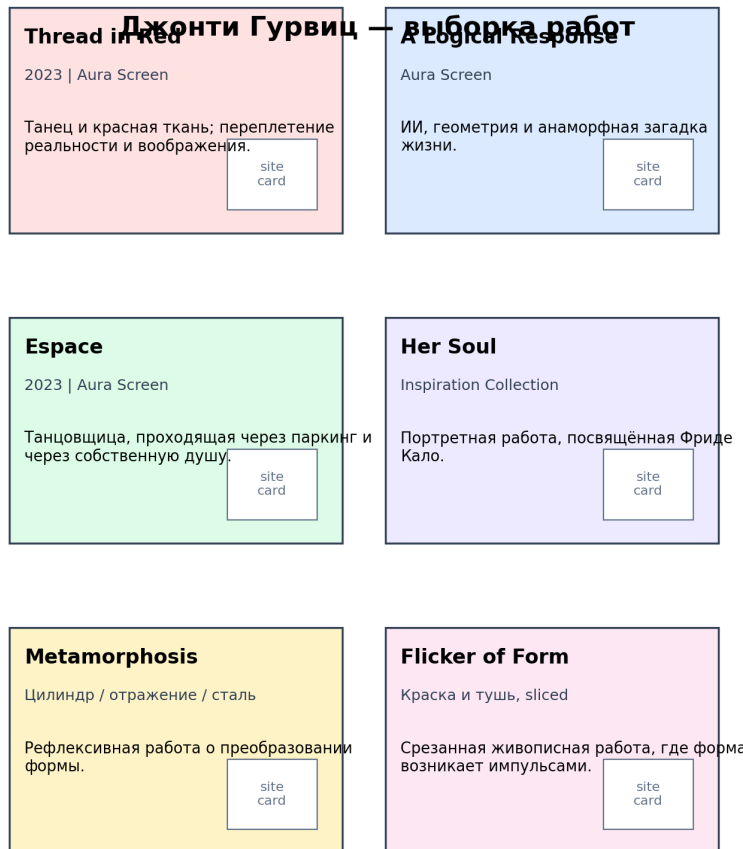 Джонти Гурвиц — выборка работ
Thread in Red
2023 | Aura Screen
Танец и красная ткань; переплетение
реальности и воображения.
site
card
A Logical Response
Aura Screen
ИИ, геометрия и анаморфная загадка
жизни.
site
card
Espace
2023 | Aura Screen
Танцовщица, проходящая через паркинг и
через собственную душу.
site
card
Her Soul
Inspiration Collection
Портретная работа, посвящённая Фриде
Кало.
site
card
Metamorphosis
Цилиндр / отражение / сталь
Рефлексивная работа о преобразовании
формы.
site
card
Flicker of Form
Краска и тушь, sliced
Срезанная живописная работа, где форма
возникает импульсами.
site
card